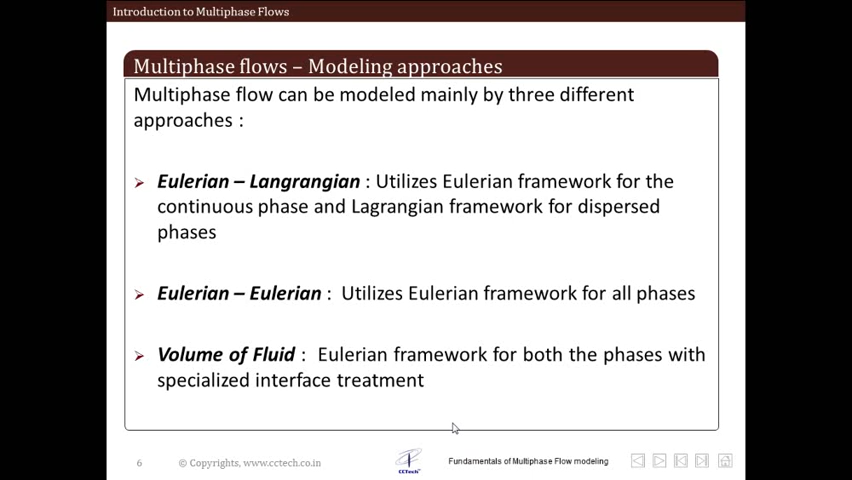 Introduction to Multiphase Flows
Multiphase flows – Modeling approaches
Multiphase flow can be modeled mainly by three different
approaches :
Eulerian – Langrangian : Utilizes Eulerian framework for the
continuous phase and Lagrangian framework for dispersed
phases
Eulerian – Eulerian : Utilizes Eulerian framework for all phases
Volume of Fluid : Eulerian framework for both the phases with
specialized interface treatment
6 © Copyrights, www.cctech.co.in CCTech Fundamentals of Multiphase Flow modeling